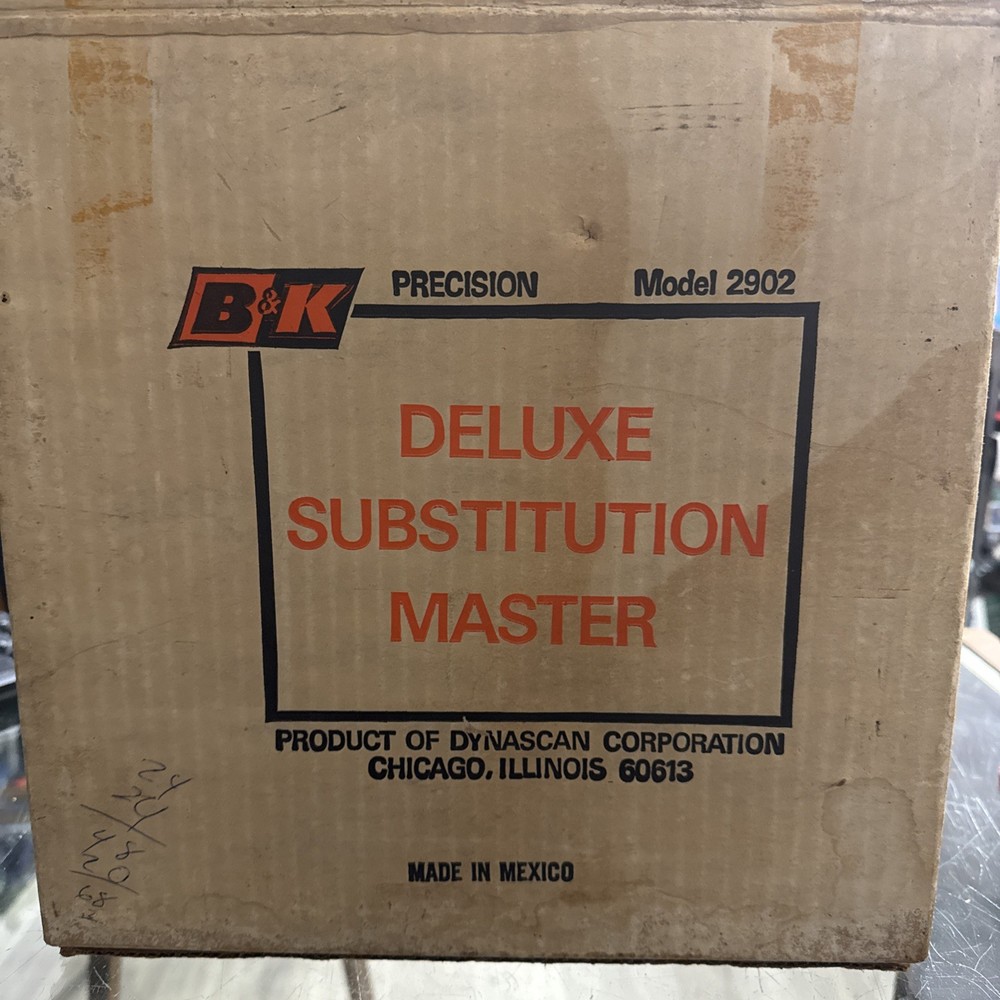 B&K PRECISION Model 2902
DELUXE
SUBSTITUTION
MASTER
PRODUCT OF DYNASCAN CORPORATION
CHICAGO, ILLINOIS 60613
MADE IN MEXICO